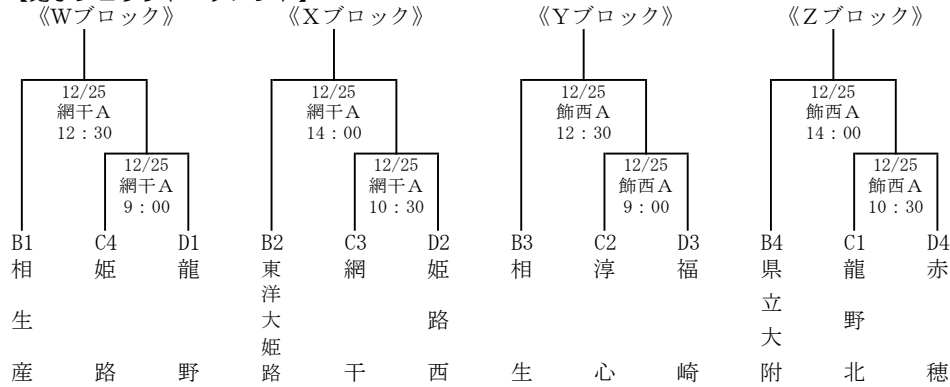 《Wブロック》 《Xブロック》 《Yブロック》 《Zブロック》
12/25 12/25 12/25 12/25
網干A 網干A 飾西A 飾西A
12：30 14：00 12：30 14：00
12/25 12/25 12/25 12/25
網干A 網干A 飾西A 飾西A
9：00 10：30 9：00 10：30
B1 C4 D1 B2 C3 D2 B3 C2 D3 B4 C1 D4
相生産
姫路
龍野
東洋大姫路
網干
姫路西
相生
淳心
福崎
県立大附
龍野北
赤穂